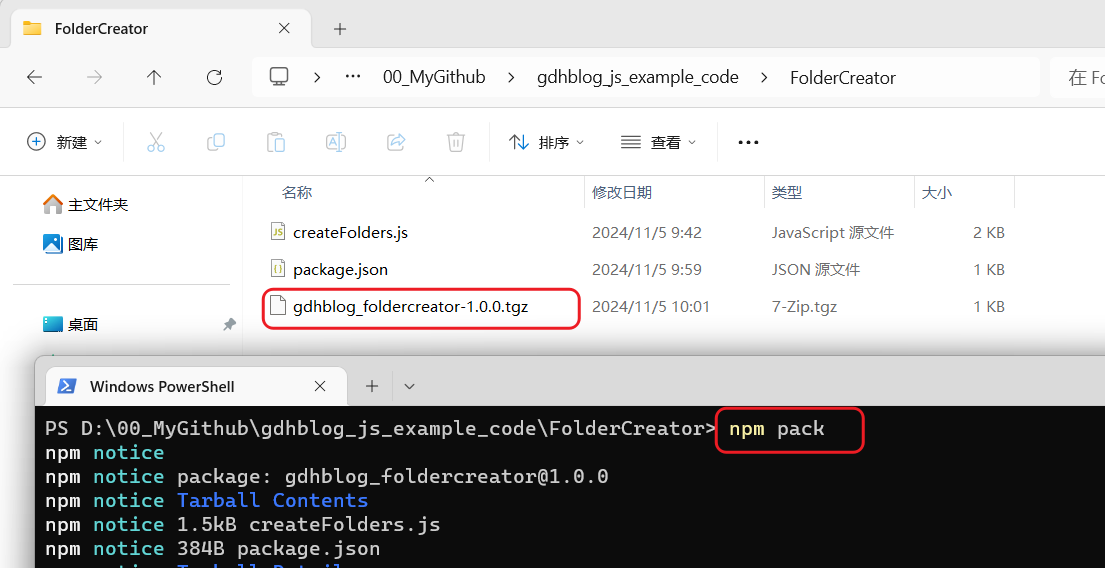 FolderCreator
00_MyGithub gdhblog_js_example_code FolderCreator 在 Fo
新建 排序 查看
名称 修改日期 类型 大小
主文件夹
createFolders.js 2024/11/5 9:42 JavaScript 源文件 2 KB
图库
package.json 2024/11/5 9:59 JSON 源文件 1 KB
gdhblog_foldercreator-1.0.0.tgz 2024/11/5 10:01 7-Zip.tgz 1 KB
桌面
Windows PowerShell
PS D:\00_MyGithub\gdhblog_js_example_code\FolderCreator> npm pack
npm notice
npm notice package: gdhblog_foldercreator@1.0.0
npm notice Tarball Contents
npm notice 1.5kB createFolders.js
npm notice 384B package.json